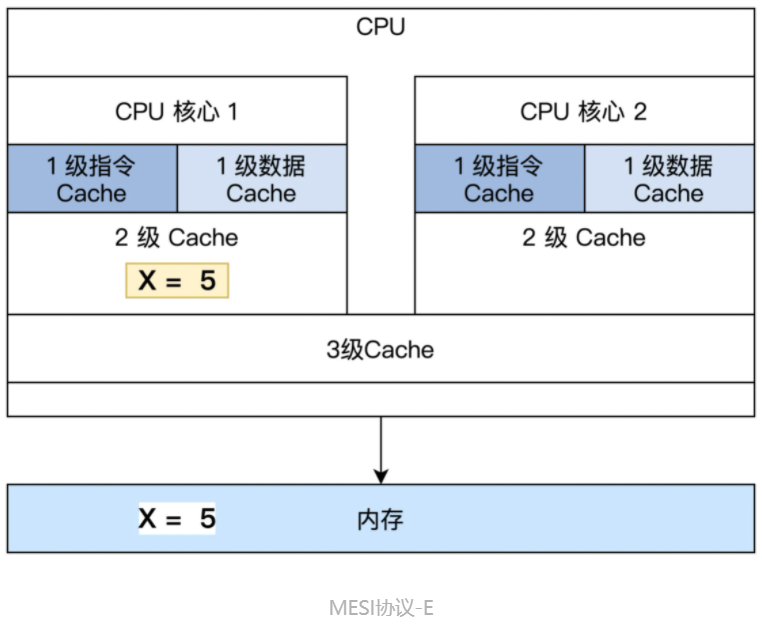 CPU
CPU 核心 1
CPU 核心 2
1 级指令
Cache
1 级数据
Cache
1 级指令
Cache
1 级数据
Cache
2 级 Cache
2 级 Cache
X = 5
3级Cache
X = 5
内存
MESI协议-E